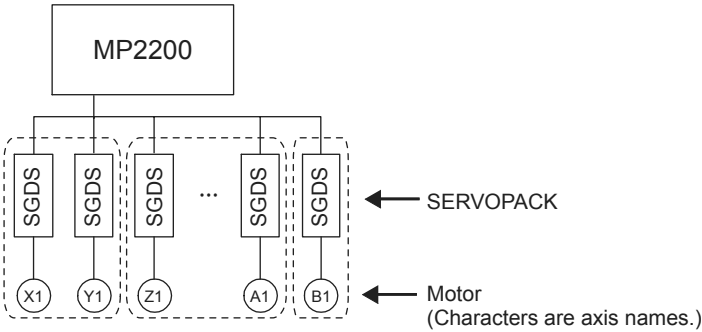 MP2200
SGDS
SGDS
SGDS
...
SGDS
SGDS
SERVOPACK
X1
Y1
Z1
A1
B1
Motor
(Characters are axis names.)